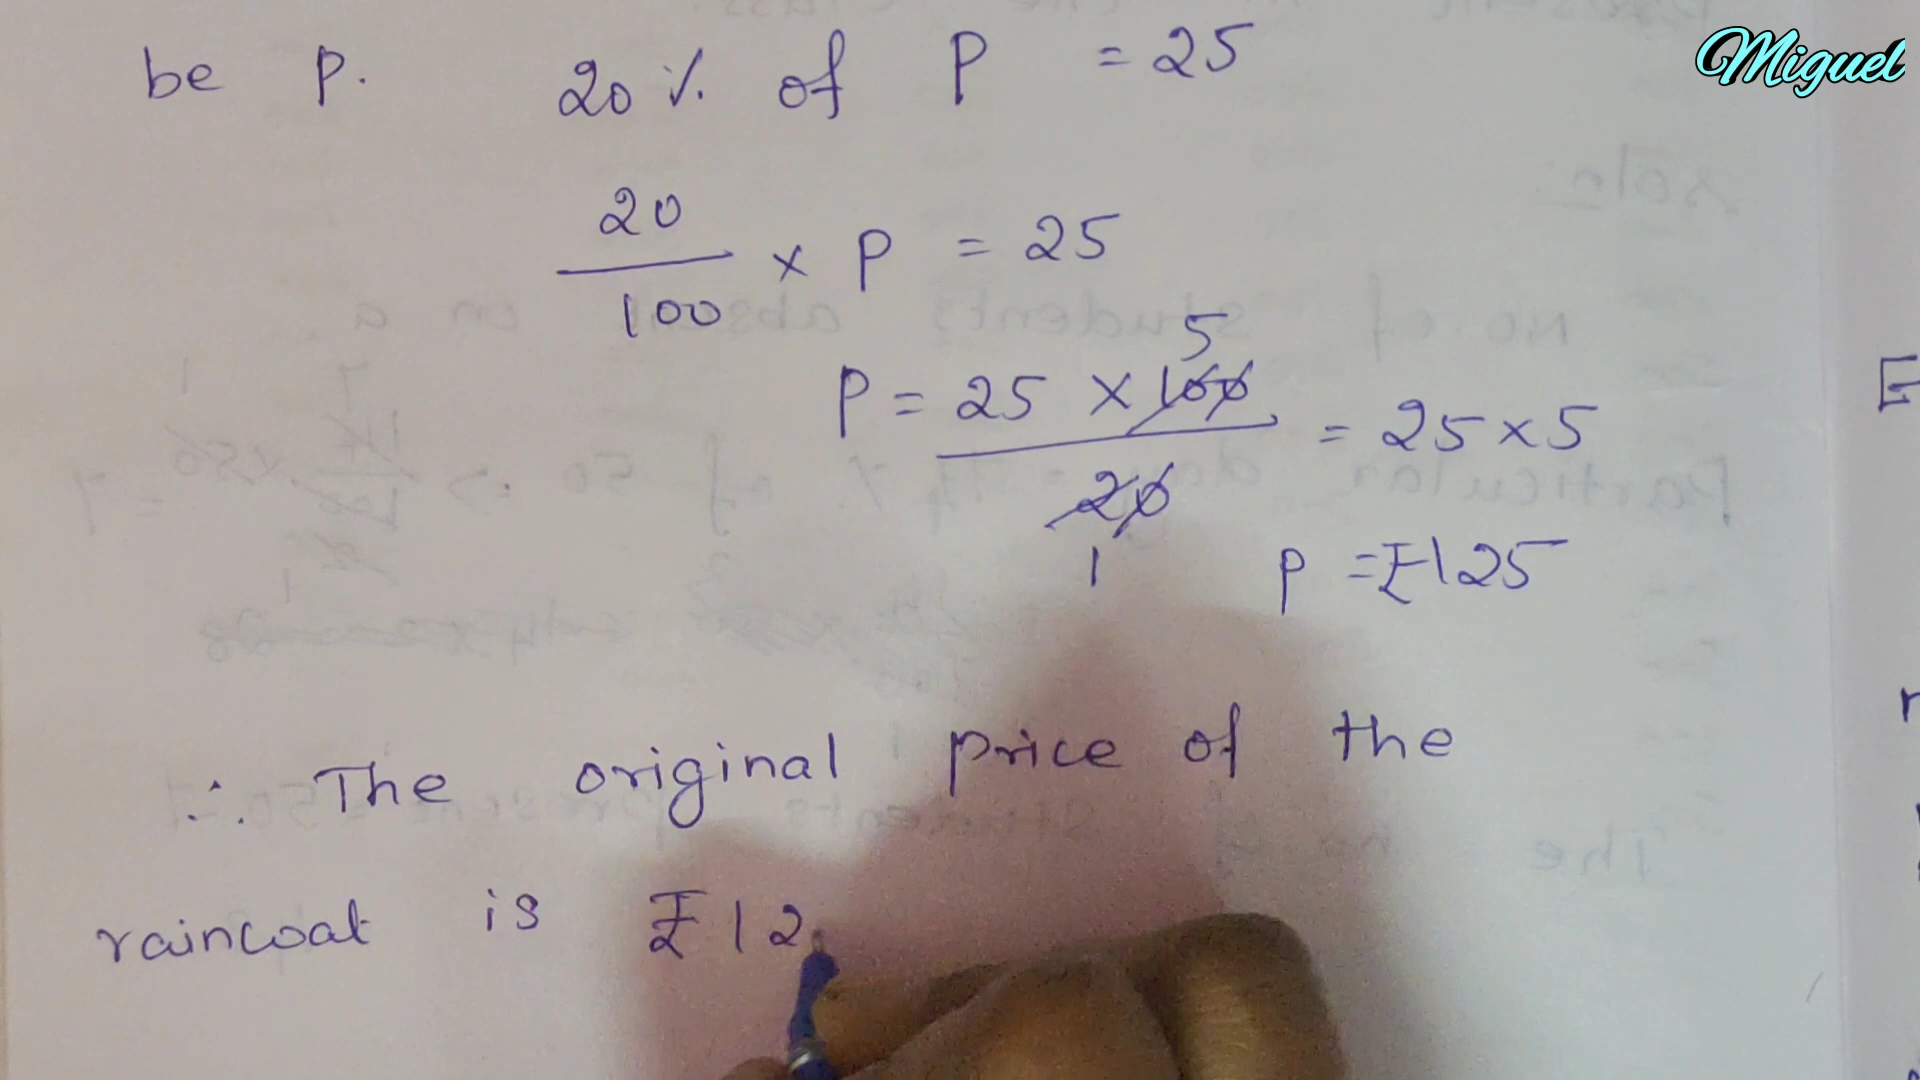 Miguel
be p. 20% of P = 25
20/100 × P = 25
P = 25 × 100/20 = 25 × 5
5
1
p = ₹125
∴ The original price of the
raincoat is ₹12